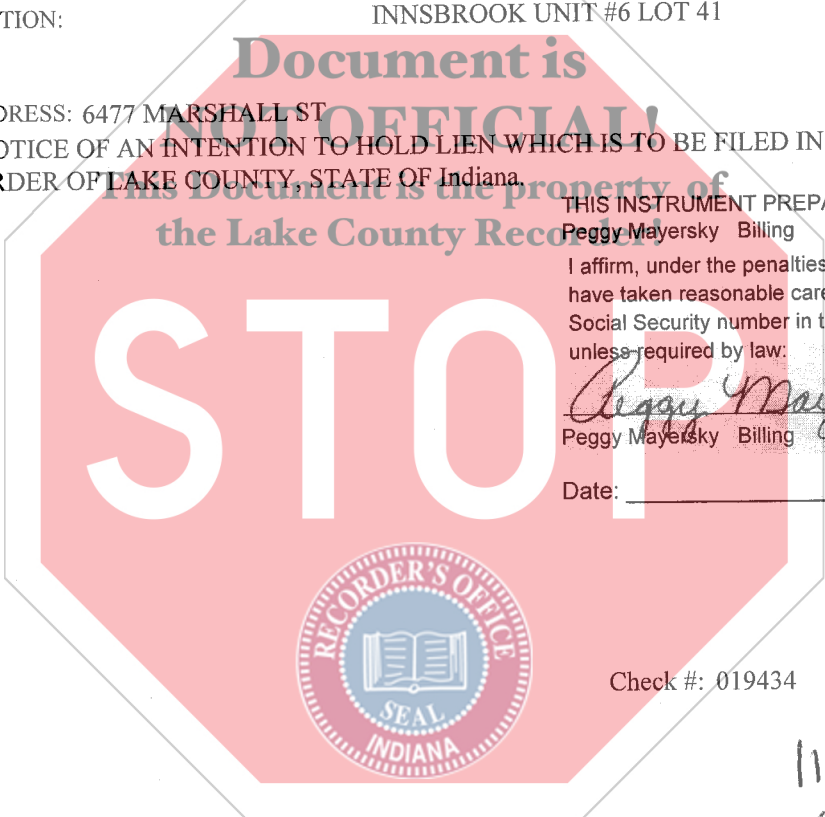 TION: INNSBROOK UNIT #6 LOT 41
Document is
DRESS: 6477 MARSHALL ST
NOT OFFICIAL!
OTICE OF AN INTENTION TO HOLD LIEN WHICH IS TO BE FILED IN
RDER OF LAKE COUNTY, STATE OF Indiana.
This Document is the property of
the Lake County Recorder!
THIS INSTRUMENT PREPA
Peggy Mayersky Billing
I affirm, under the penalties
have taken reasonable care
Social Security number in t
unless required by law:
Peggy May
Peggy Mayersky Billing
Date:
STOP
RECORDER'S OFFICE
SEAL
INDIANA
Check #: 019434